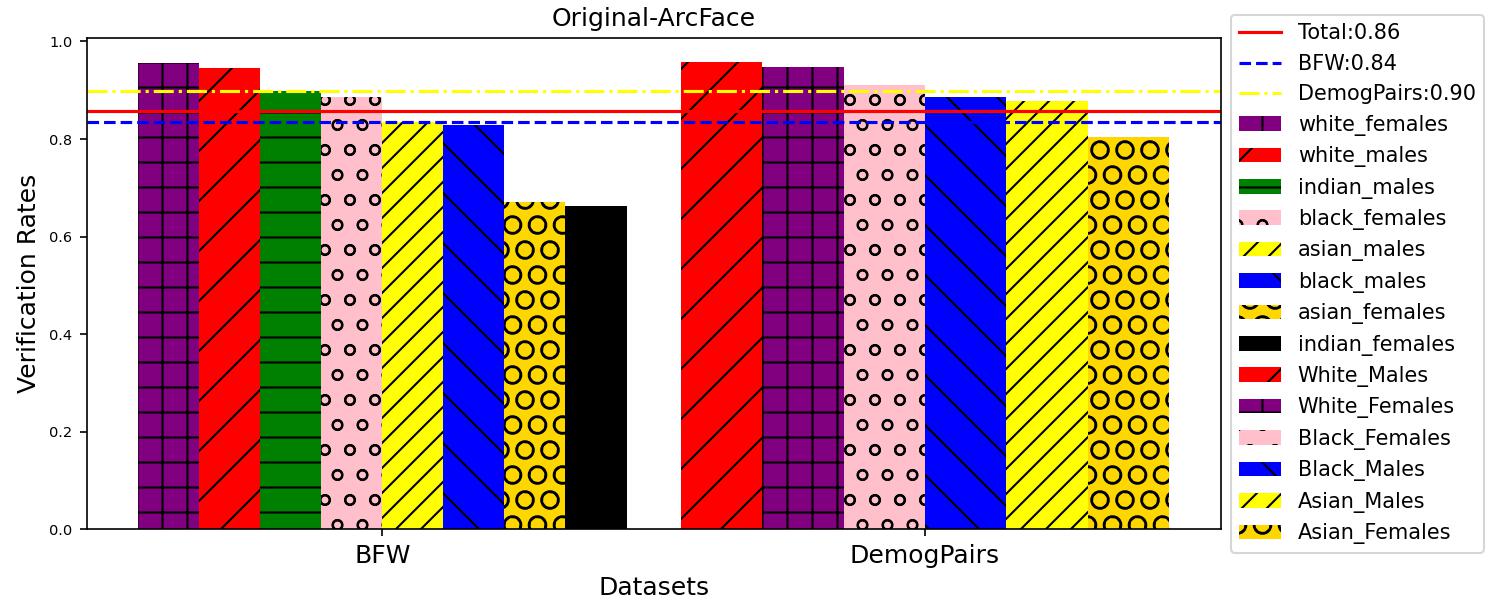 Original-ArcFace
Verification Rates
1.0
0.8
0.6
0.4
0.2
0.0
BFW
DemogPairs
Datasets
Total:0.86
BFW:0.84
DemogPairs:0.90
white_females
white_males
indian_males
black_females
asian_males
black_males
asian_females
indian_females
White_Males
White_Females
Black_Females
Black_Males
Asian_Males
Asian_Females